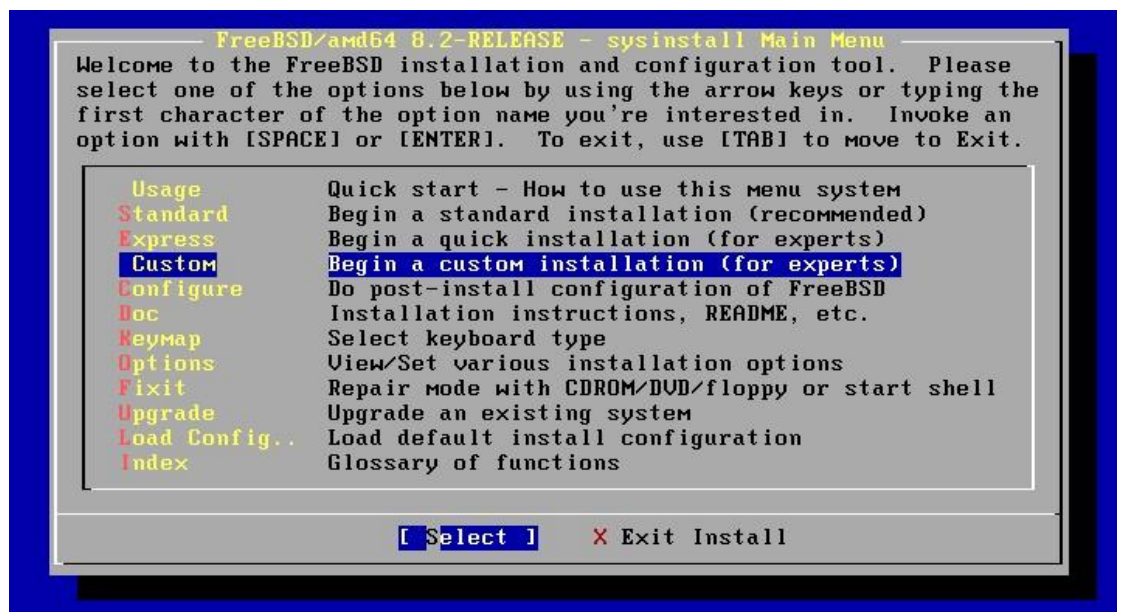 FreeBSD/amd64 8.2-RELEASE - sysinstall Main Menu
Welcome to the FreeBSD installation and configuration tool.  Please
select one of the options below by using the arrow keys or typing the
first character of the option name you're interested in.  Invoke an
option with [SPACE] or [ENTER].  To exit, use [TAB] to move to Exit.
Usage Quick start - How to use this menu system
Standard Begin a standard installation (recommended)
Express Begin a quick installation (for experts)
Custom Begin a custom installation (for experts)
Configure Do post-install configuration of FreeBSD
Doc Installation instructions, README, etc.
Keymap Select keyboard type
Options View/Set various installation options
Fixit Repair mode with CDROM/DVD/floppy or start shell
Upgrade Upgrade an existing system
Load Config.. Load default install configuration
Index Glossary of functions
[ Select ] X Exit Install